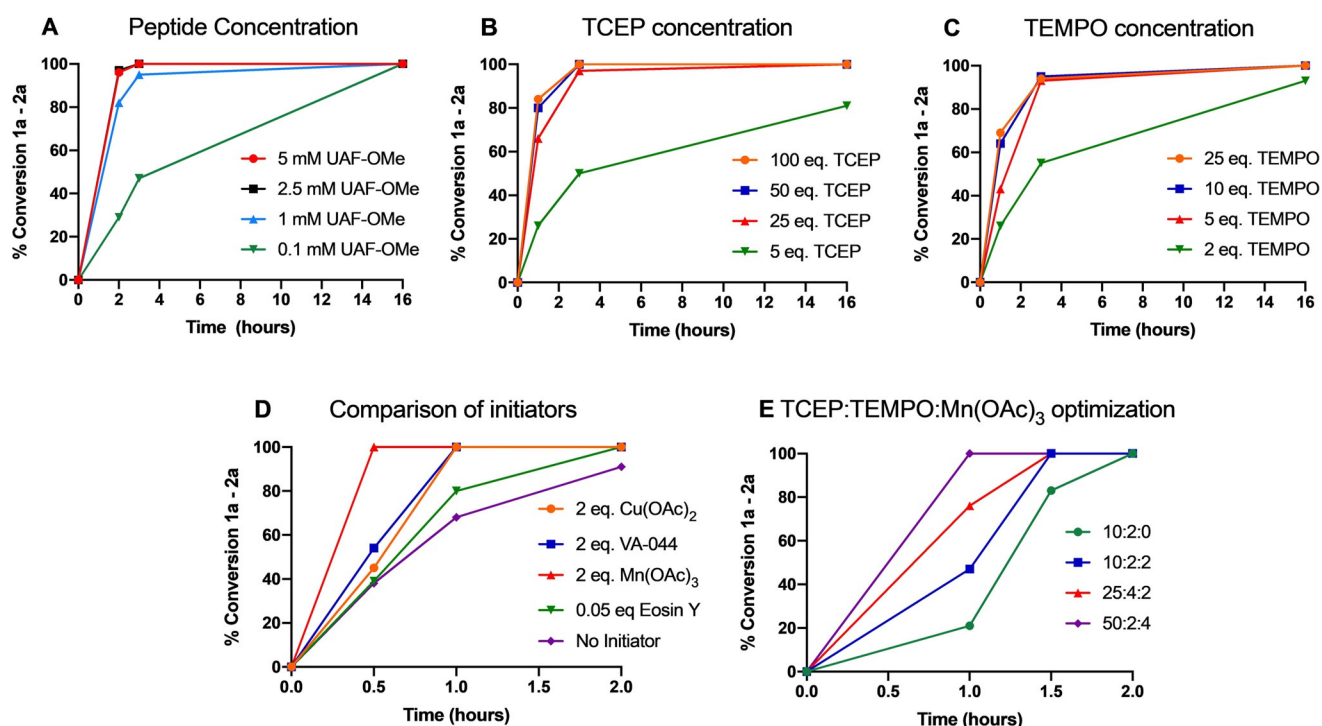 A Peptide Concentration
% Conversion 1a - 2a
100
80
60
40
20
0
0 2 4 6 8 10 12 14 16
Time (hours)
5 mM UAF-OMe
2.5 mM UAF-OMe
1 mM UAF-OMe
0.1 mM UAF-OMe
B TCEP concentration
% Conversion 1a - 2a
100
80
60
40
20
0
0 2 4 6 8 10 12 14 16
Time (hours)
100 eq. TCEP
50 eq. TCEP
25 eq. TCEP
5 eq. TCEP
C TEMPO concentration
% Conversion 1a - 2a
100
80
60
40
20
0
0 2 4 6 8 10 12 14 16
Time (hours)
25 eq. TEMPO
10 eq. TEMPO
5 eq. TEMPO
2 eq. TEMPO
D Comparison of initiators
% Conversion 1a - 2a
100
80
60
40
20
0
0.0 0.5 1.0 1.5 2.0
Time (hours)
2 eq. Cu(OAc)₂
2 eq. VA-044
2 eq. Mn(OAc)₃
0.05 eq Eosin Y
No Initiator
E TCEP:TEMPO:Mn(OAc)₃ optimization
% Conversion 1a - 2a
100
80
60
40
20
0
0.0 0.5 1.0 1.5 2.0
Time (hours)
10:2:0
10:2:2
25:4:2
50:2:4